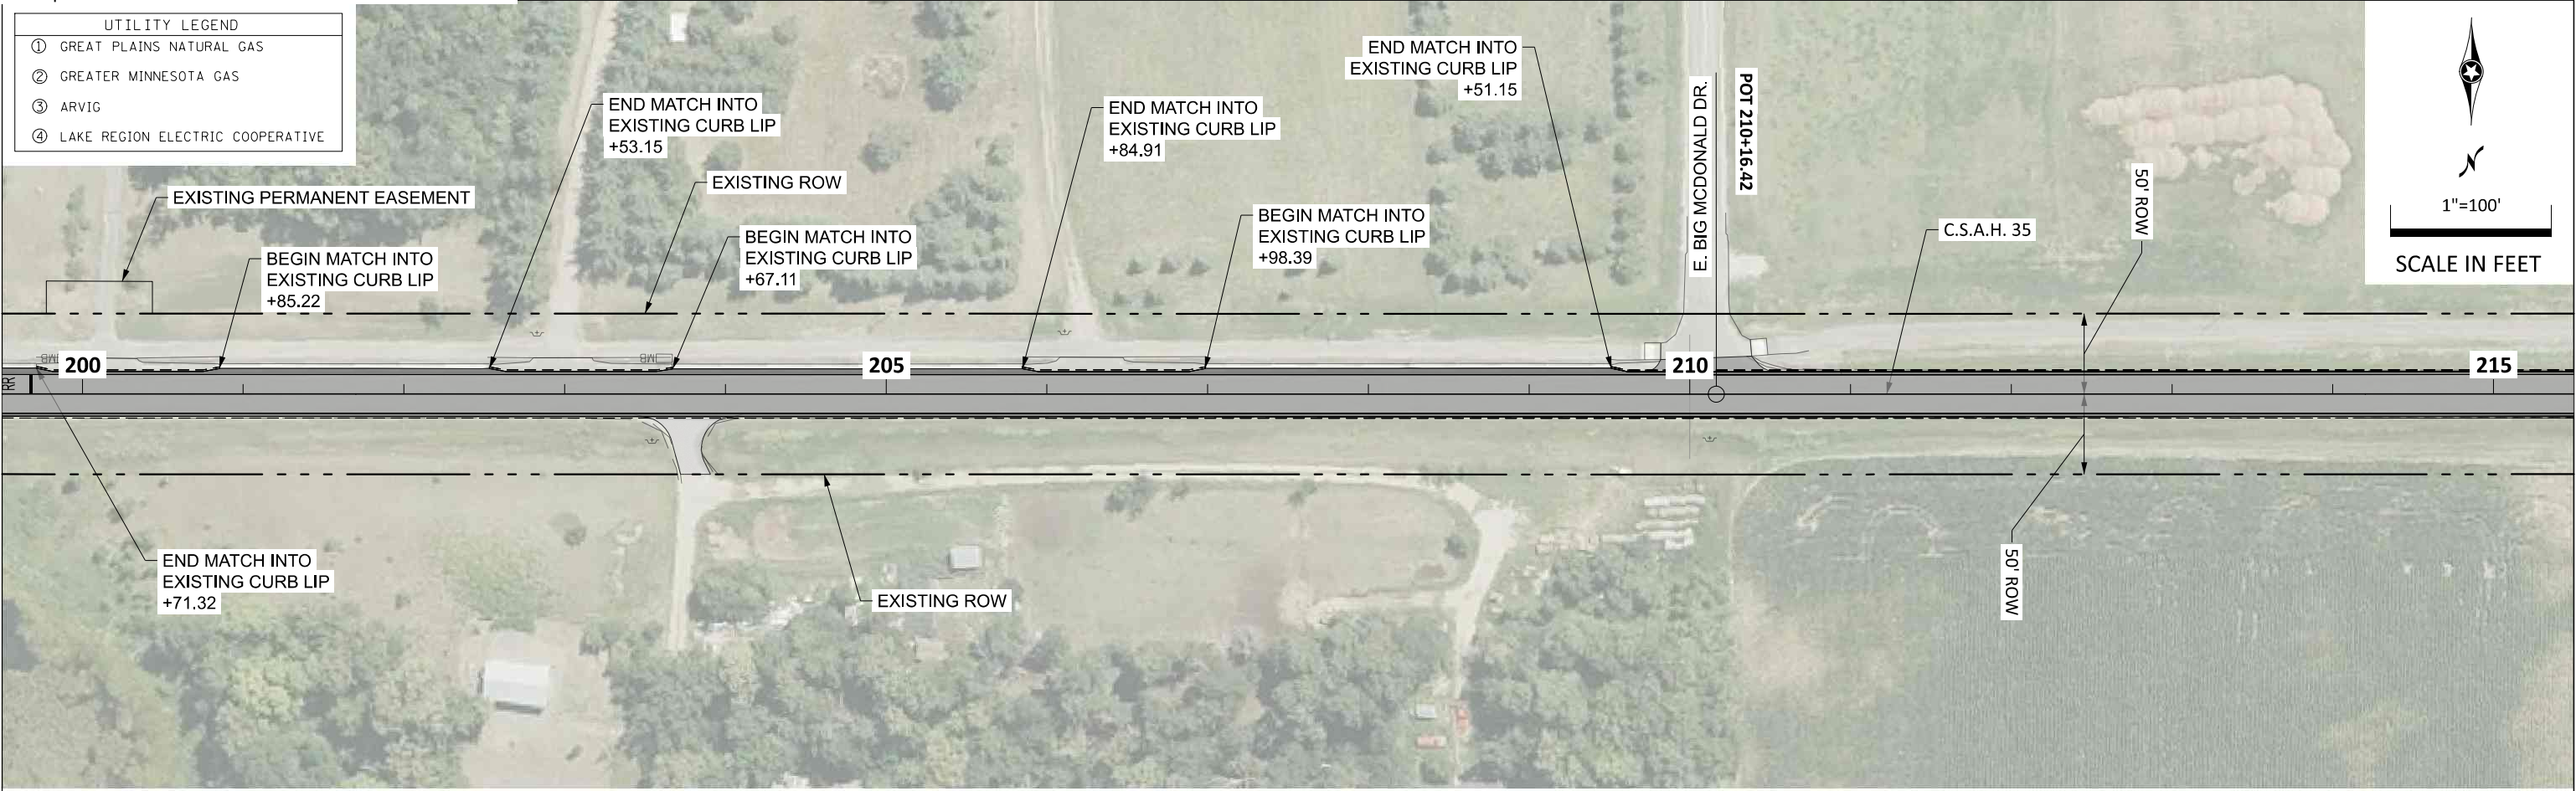 UTILITY LEGEND
① GREAT PLAINS NATURAL GAS
② GREATER MINNESOTA GAS
③ ARVIG
④ LAKE REGION ELECTRIC COOPERATIVE
END MATCH INTO
EXISTING CURB LIP
+53.15
EXISTING ROW
END MATCH INTO
EXISTING CURB LIP
+84.91
END MATCH INTO
EXISTING CURB LIP
+51.15
E. BIG MCDONALD DR.
POT 210+16.42
50' ROW
N
1"=100'
SCALE IN FEET
EXISTING PERMANENT EASEMENT
BEGIN MATCH INTO
EXISTING CURB LIP
+85.22
BEGIN MATCH INTO
EXISTING CURB LIP
+67.11
BEGIN MATCH INTO
EXISTING CURB LIP
+98.39
C.S.A.H. 35
MB
200
MB
205
210
215
RR
END MATCH INTO
EXISTING CURB LIP
+71.32
EXISTING ROW
50' ROW